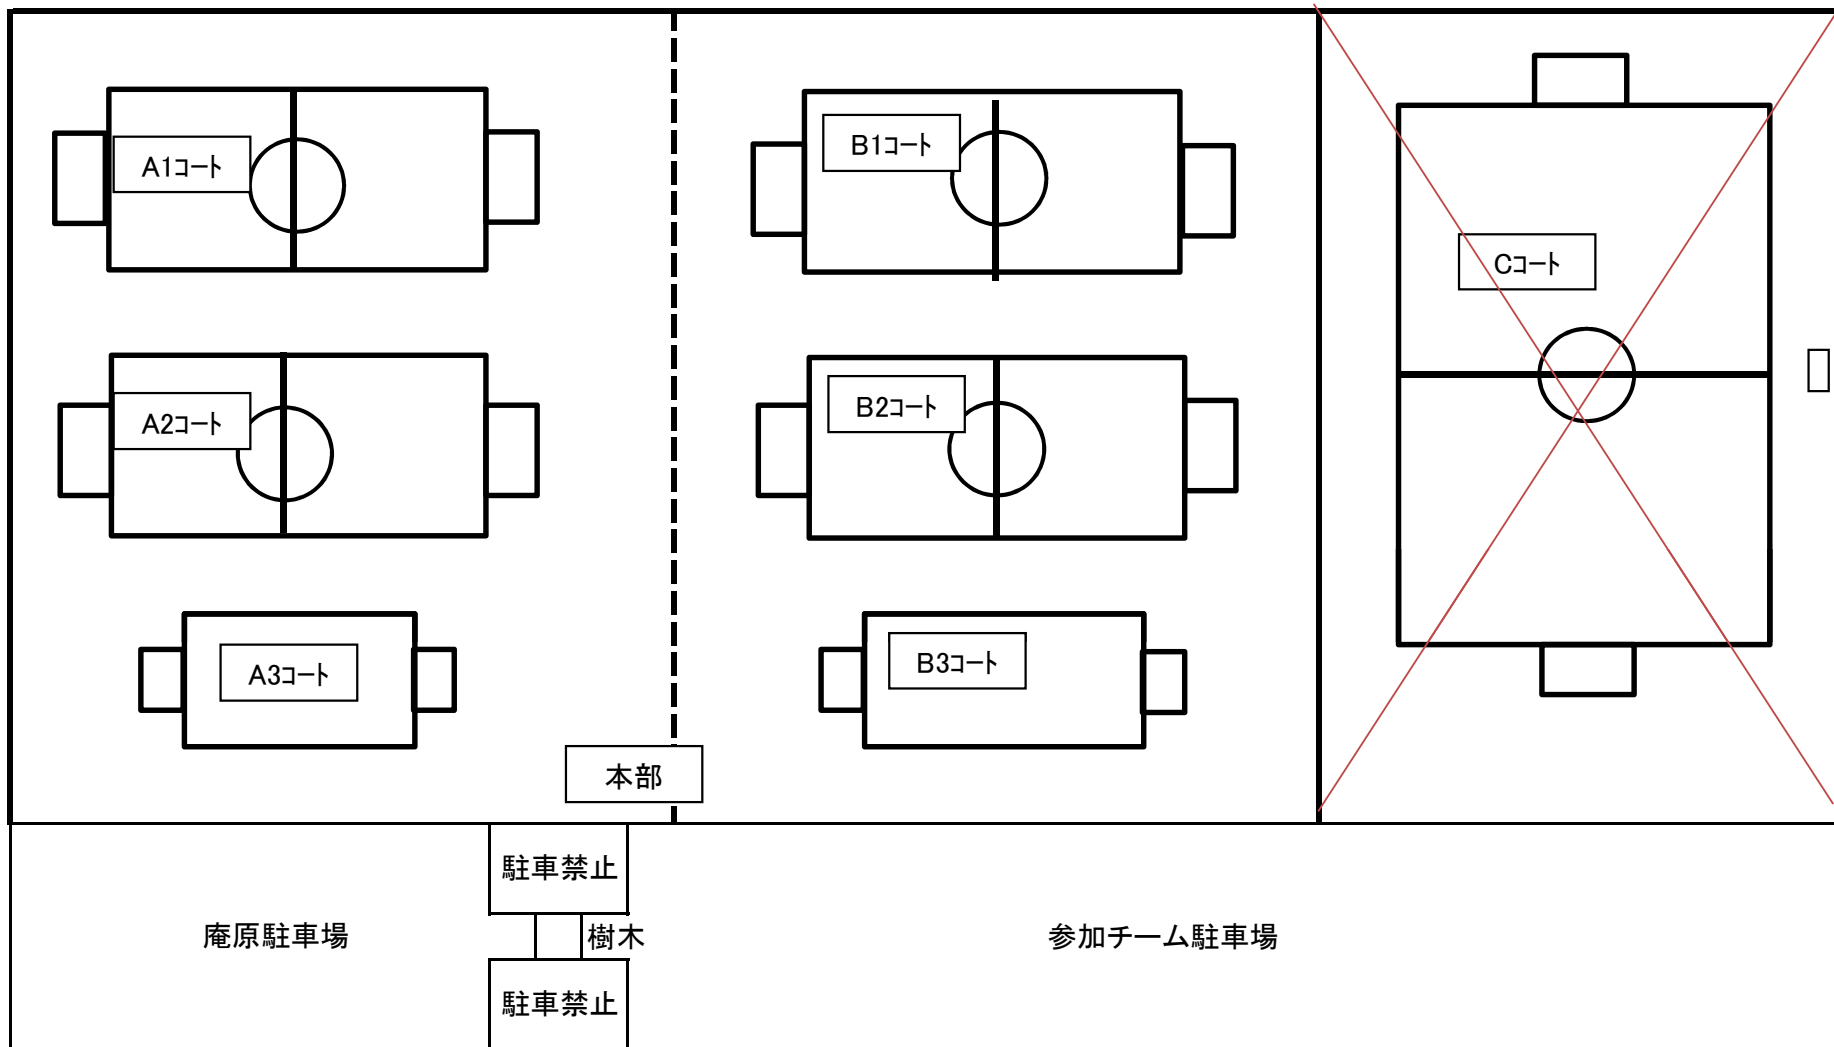 A1コート
B1コート
Cコート
A2コート
B2コート
A3コート
B3コート
本部
駐車禁止
庵原駐車場
樹木
参加チーム駐車場
駐車禁止